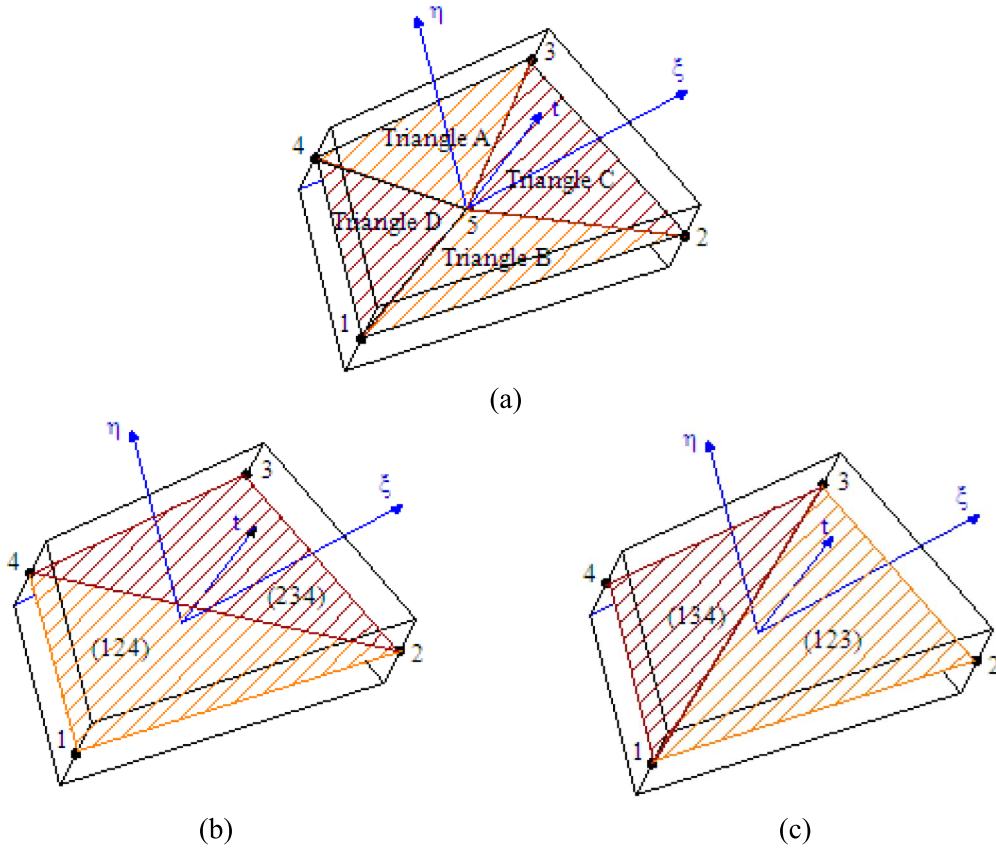 η
3
ξ
t
4
Triangle A
Triangle C
Triangle D
5
2
Triangle B
1
(a)
η
3
ξ
t
4
(234)
(124)
2
1
(b)
η
3
ξ
t
4
(134)
(123)
2
1
(c)